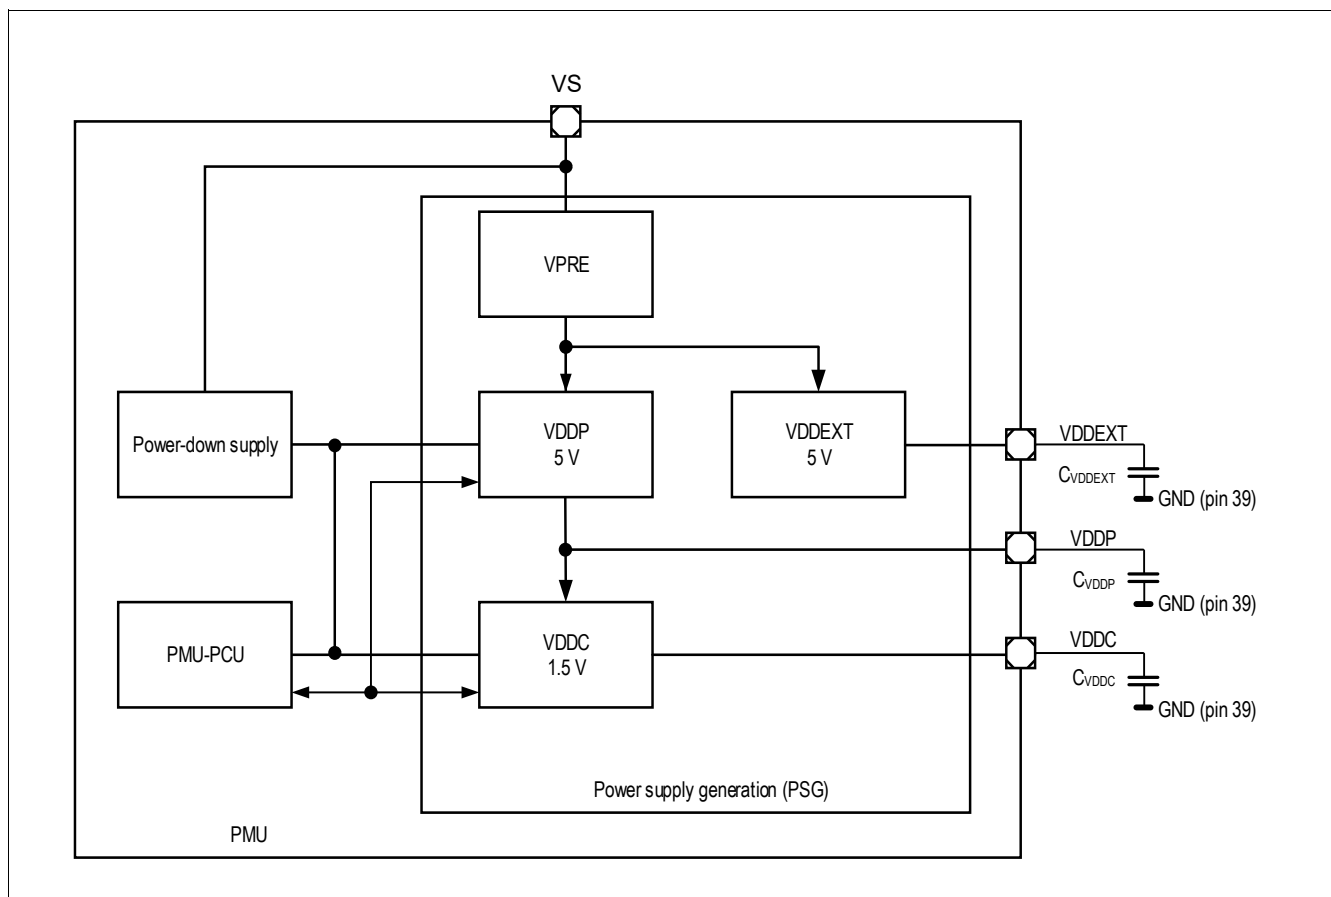 VS
VPRE
Power-down supply
VDDP
5 V
VDDEXT
5 V
VDDEXT
CVDDEXT
GND (pin 39)
VDDP
CVDDP
GND (pin 39)
PMU-PCU
VDDC
1.5 V
VDDC
CVDDC
GND (pin 39)
Power supply generation (PSG)
PMU